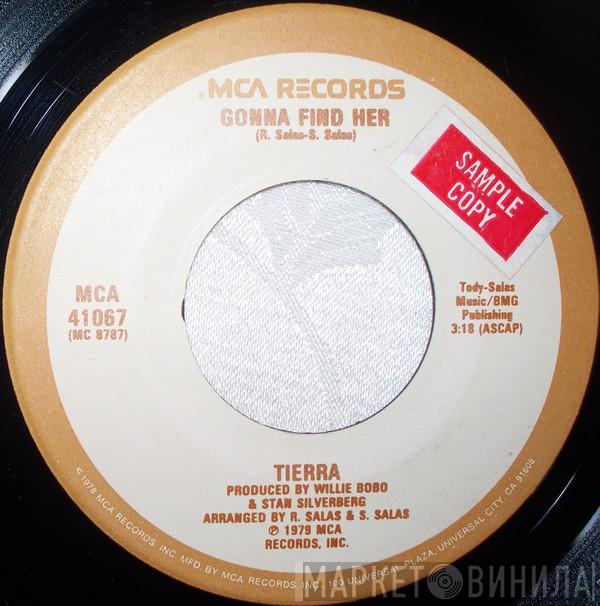 MCA RECORDS
GONNA FIND HER
(R. Salas-S. Salas)
SAMPLE
COPY
MCA
41067
(MC 8787)
Tody-Salas
Music/BMG
Publishing
3:18 (ASCAP)
TIERRA
PRODUCED BY WILLIE BOBO
& STAN SILVERBERG
ARRANGED BY R. SALAS & S. SALAS
℗ 1979 MCA
RECORDS, INC.
© 1978 MCA RECORDS, INC. MFG. BY MCA RECORDS, INC., 100 UNIVERSAL PLAZA, UNIVERSAL CITY, CA 91608
МАРКЕТ ВИНИЛА